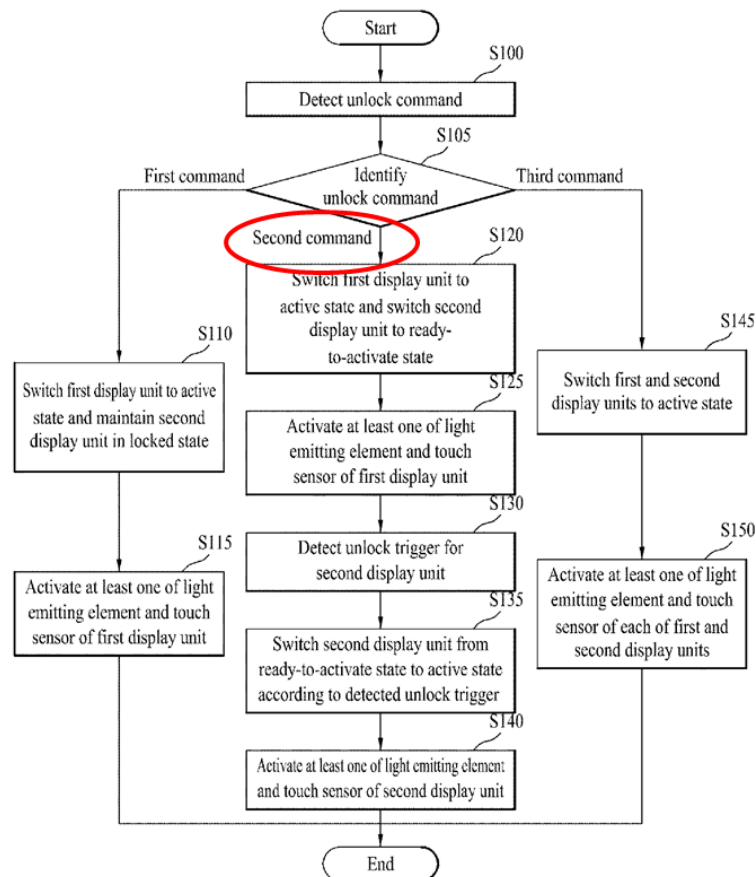 Start
S100
Detect unlock command
S105
First command
Identify
unlock command
Third command
Second command
S120
Switch first display unit to
active state and switch second
display unit to ready-
to-activate state
S110
Switch first display unit to active
state and maintain second
display unit in locked state
S145
Switch first and second
display units to active state
S125
Activate at least one of light
emitting element and touch
sensor of first display unit
S130
Detect unlock trigger for
second display unit
S115
Activate at least one of light
emitting element and touch
sensor of first display unit
S150
Activate at least one of light
emitting element and touch
sensor of each of first and
second display units
S135
Switch second display unit from
ready-to-activate state to active state
according to detected unlock trigger
S140
Activate at least one of light emitting element
and touch sensor of second display unit
End